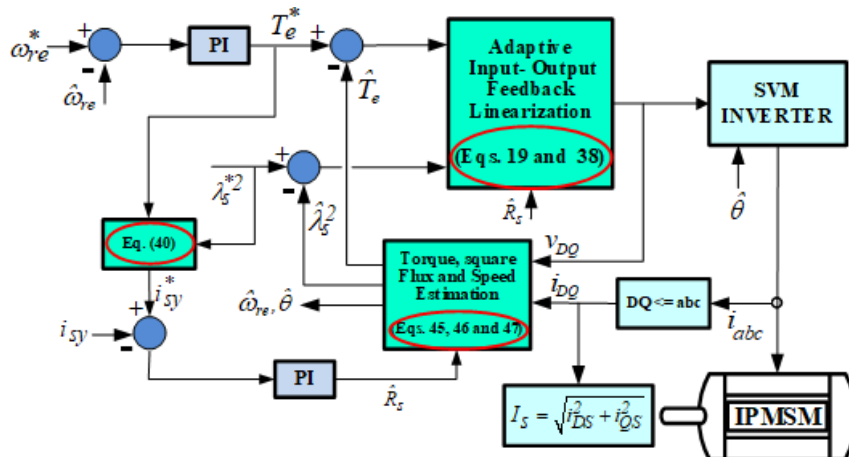 ω*re
+
-
ω̂re
PI
T*e
+
-
T̂e
Adaptive
Input- Output
Feedback
Linearization
(Eqs. 19 and 38)
R̂s
SVM
INVERTER
θ̂
λ*2s
+
-
λ̂2s
Eq. (40)
i*sy
+
-
isy
PI
R̂s
Torque, square
Flux and Speed
Estimation
(Eqs. 45, 46 and 47)
ω̂re, θ̂
vDQ
iDQ
DQ <= abc
iabc
IS = √i2DS + i2QS
IPMSM